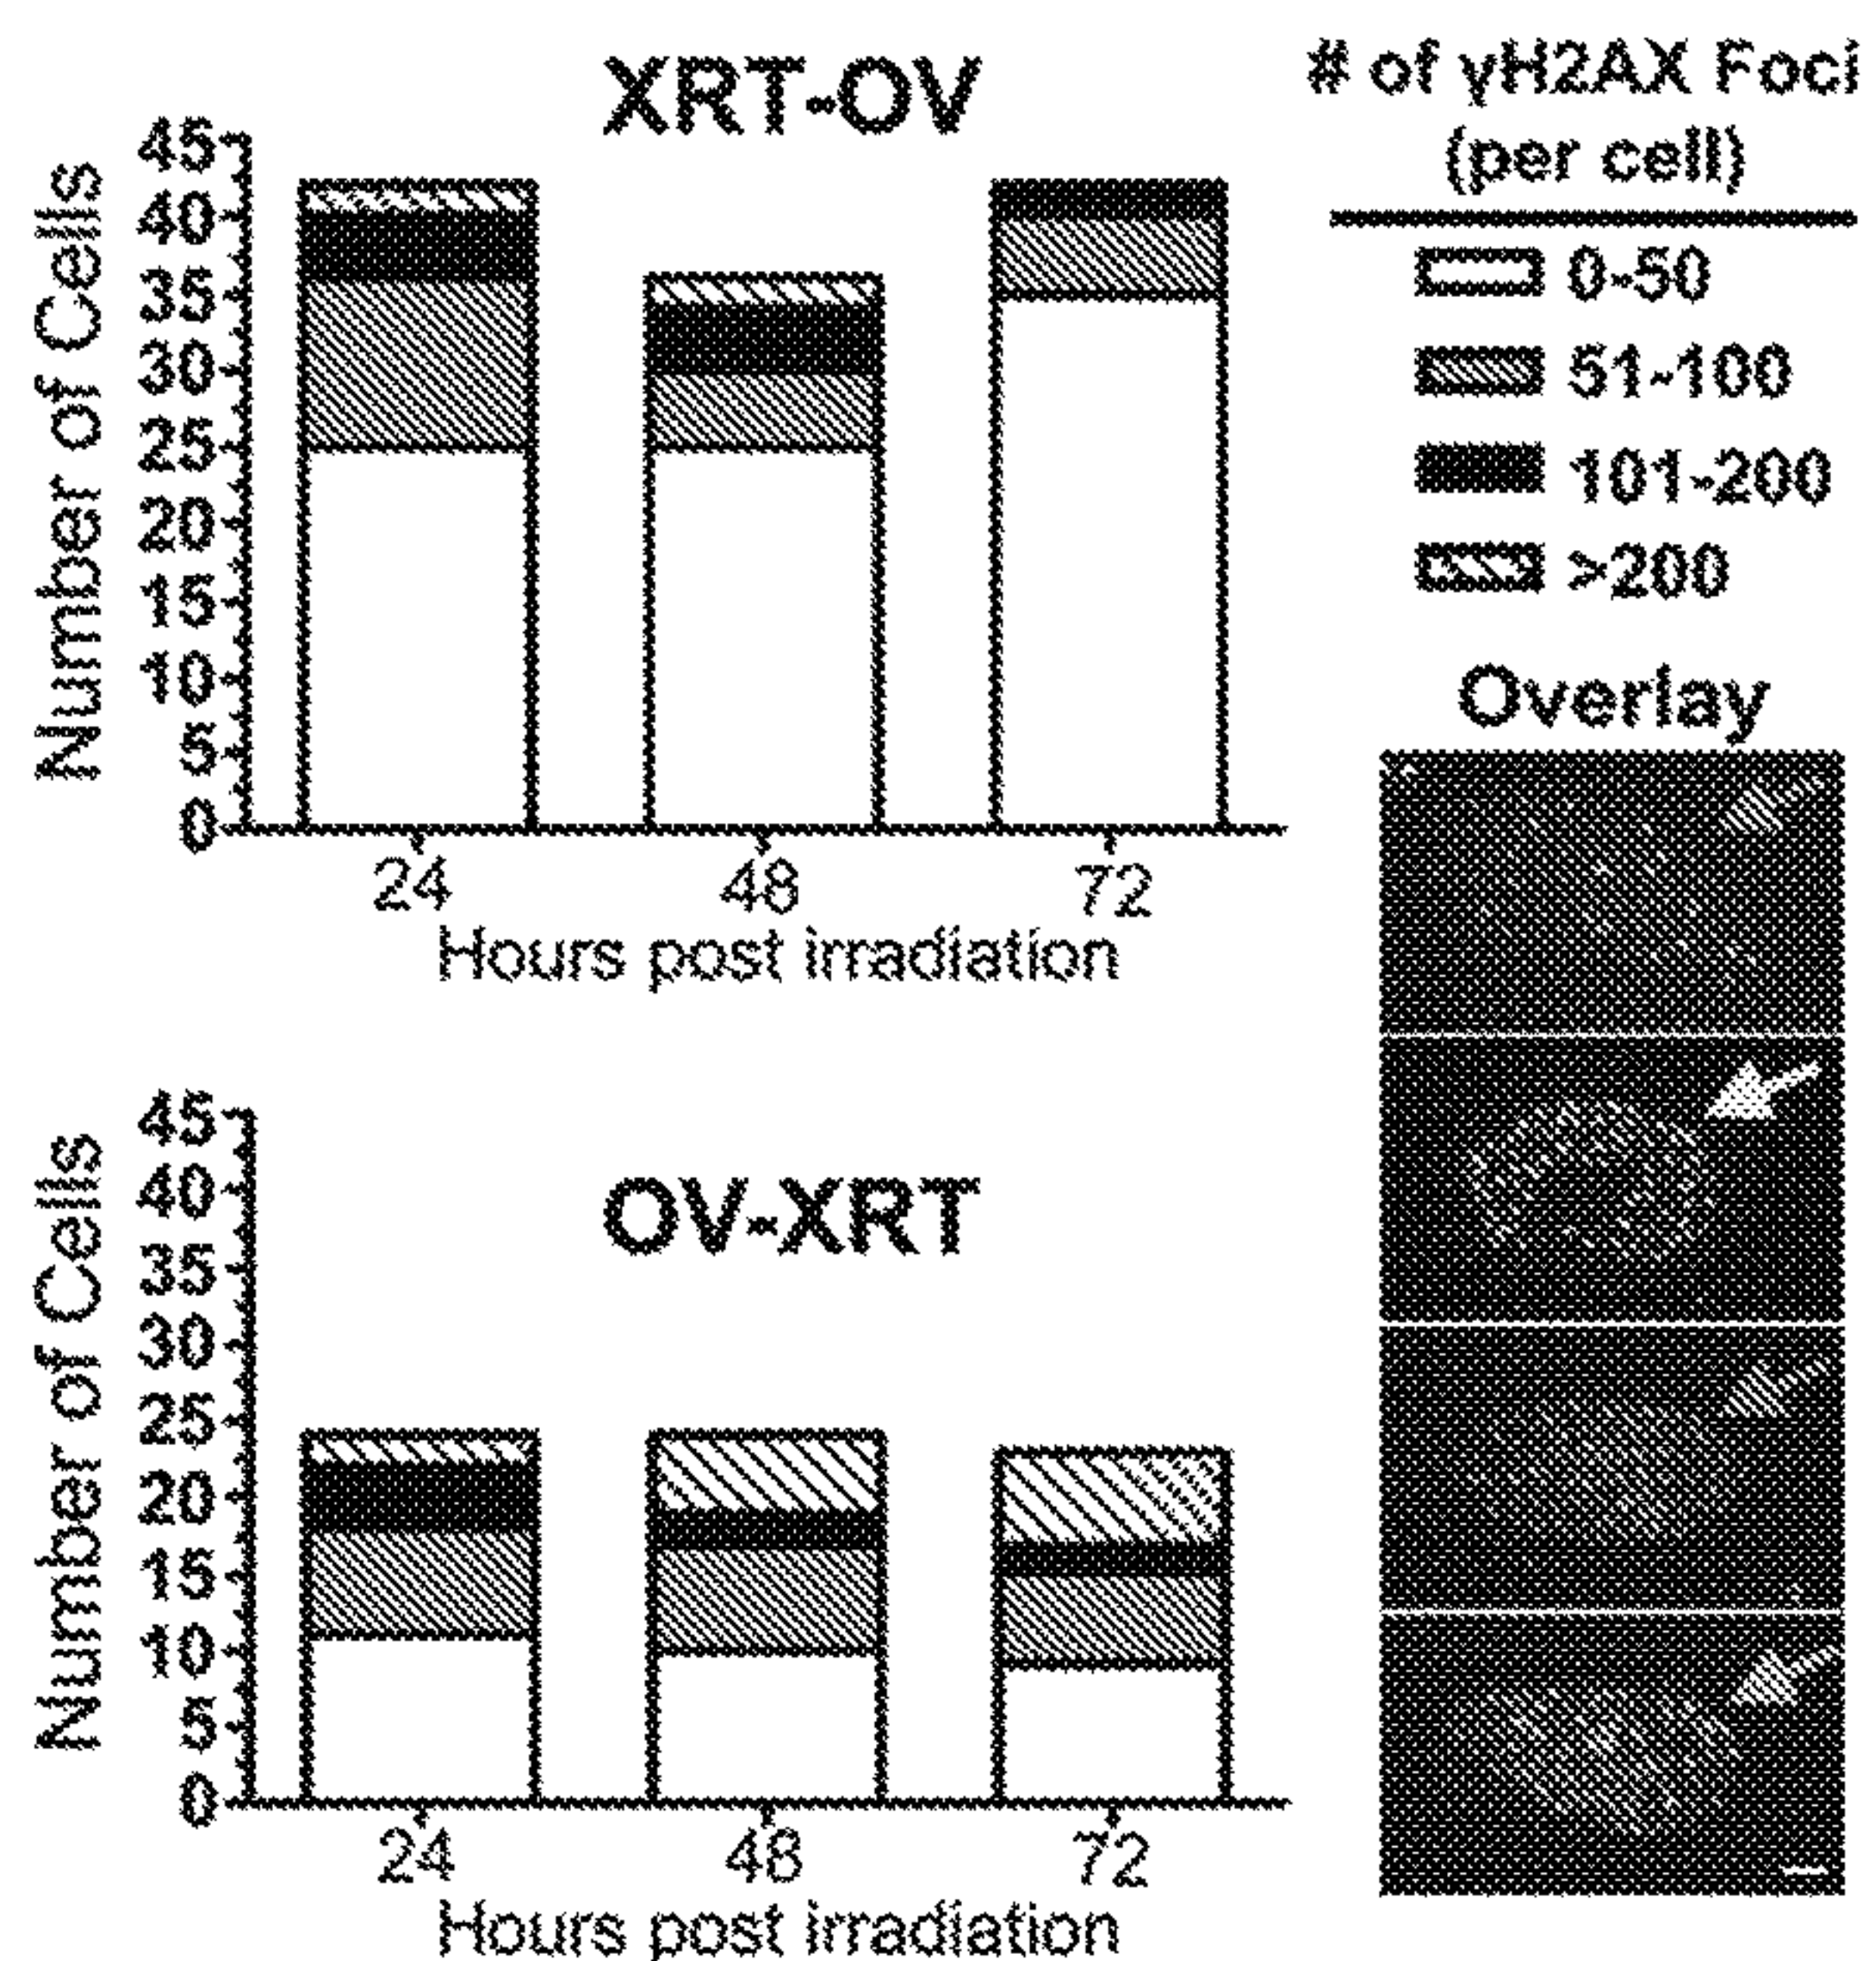 XRT-OV
Number of Cells
45
40
35
30
25
20
15
10
5
0
24 48 72
Hours post irradiation
# of γH2AX Foci
(per cell)
0-50
51-100
101-200
>200
Overlay
OV-XRT
Number of Cells
45
40
35
30
25
20
15
10
5
0
24 48 72
Hours post irradiation